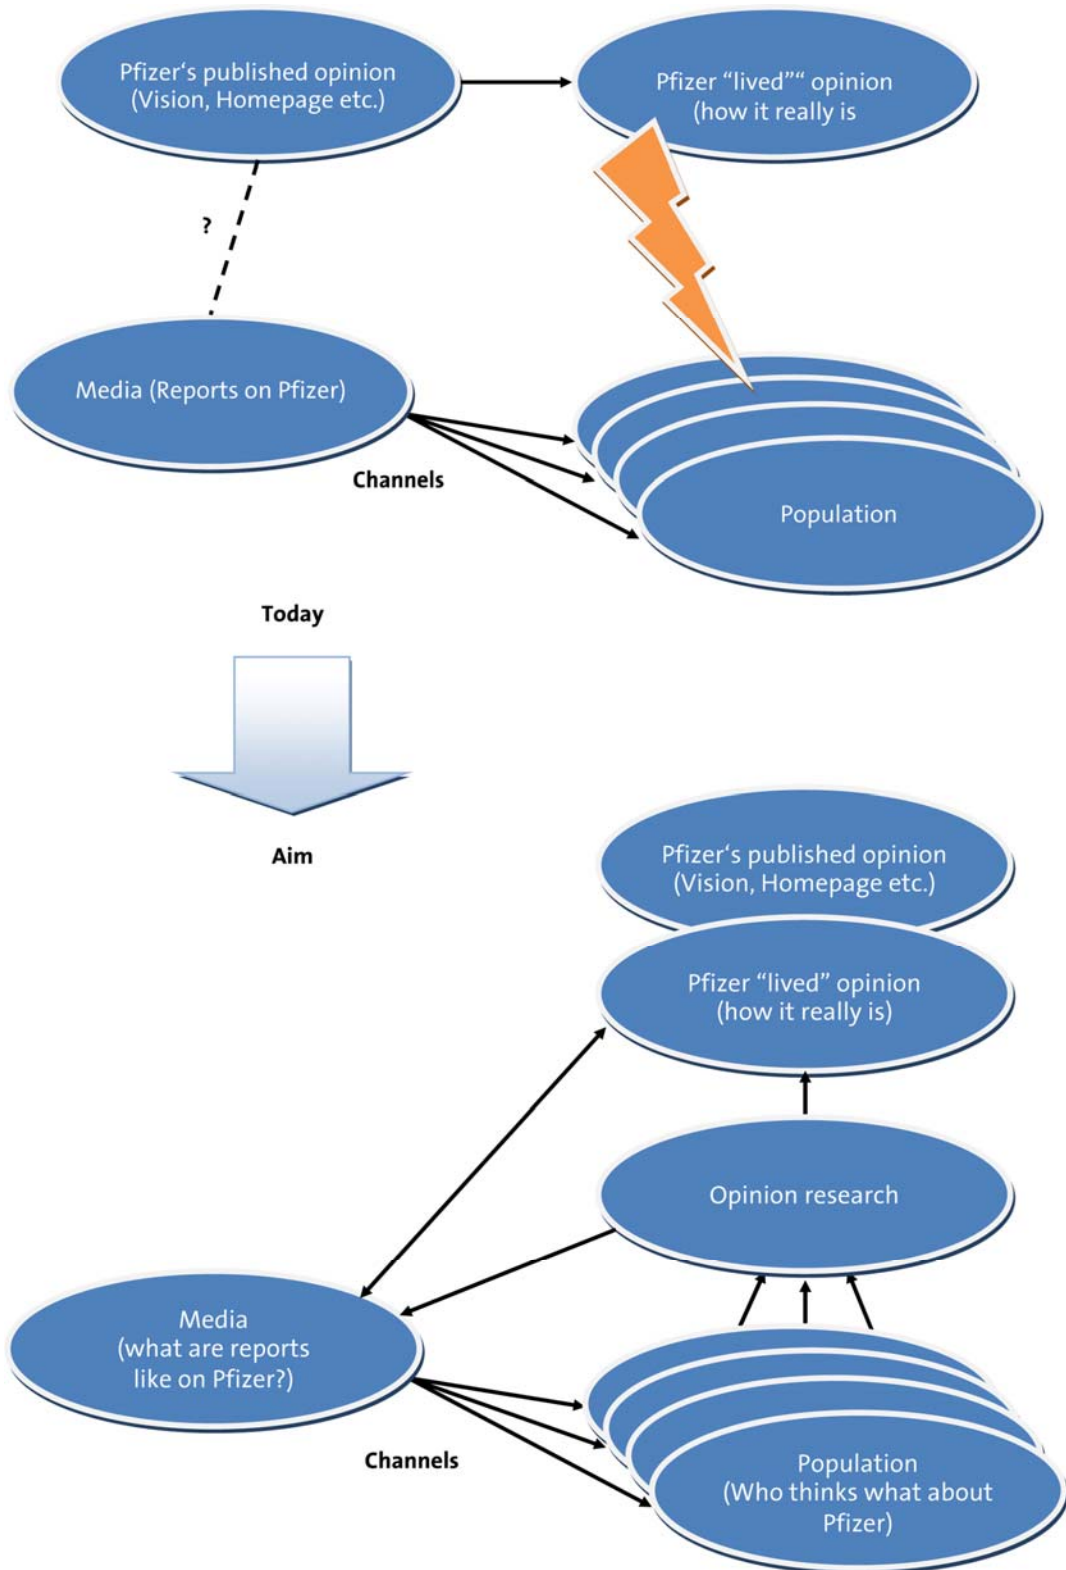 Pfizer‘s published opinion
(Vision, Homepage etc.)
Pfizer “lived”“ opinion
(how it really is
?
Media (Reports on Pfizer)
Channels
Population
Today
Aim
Pfizer‘s published opinion
(Vision, Homepage etc.)
Pfizer “lived” opinion
(how it really is)
Opinion research
Media
(what are reports
like on Pfizer?)
Channels
Population
(Who thinks what about
Pfizer)